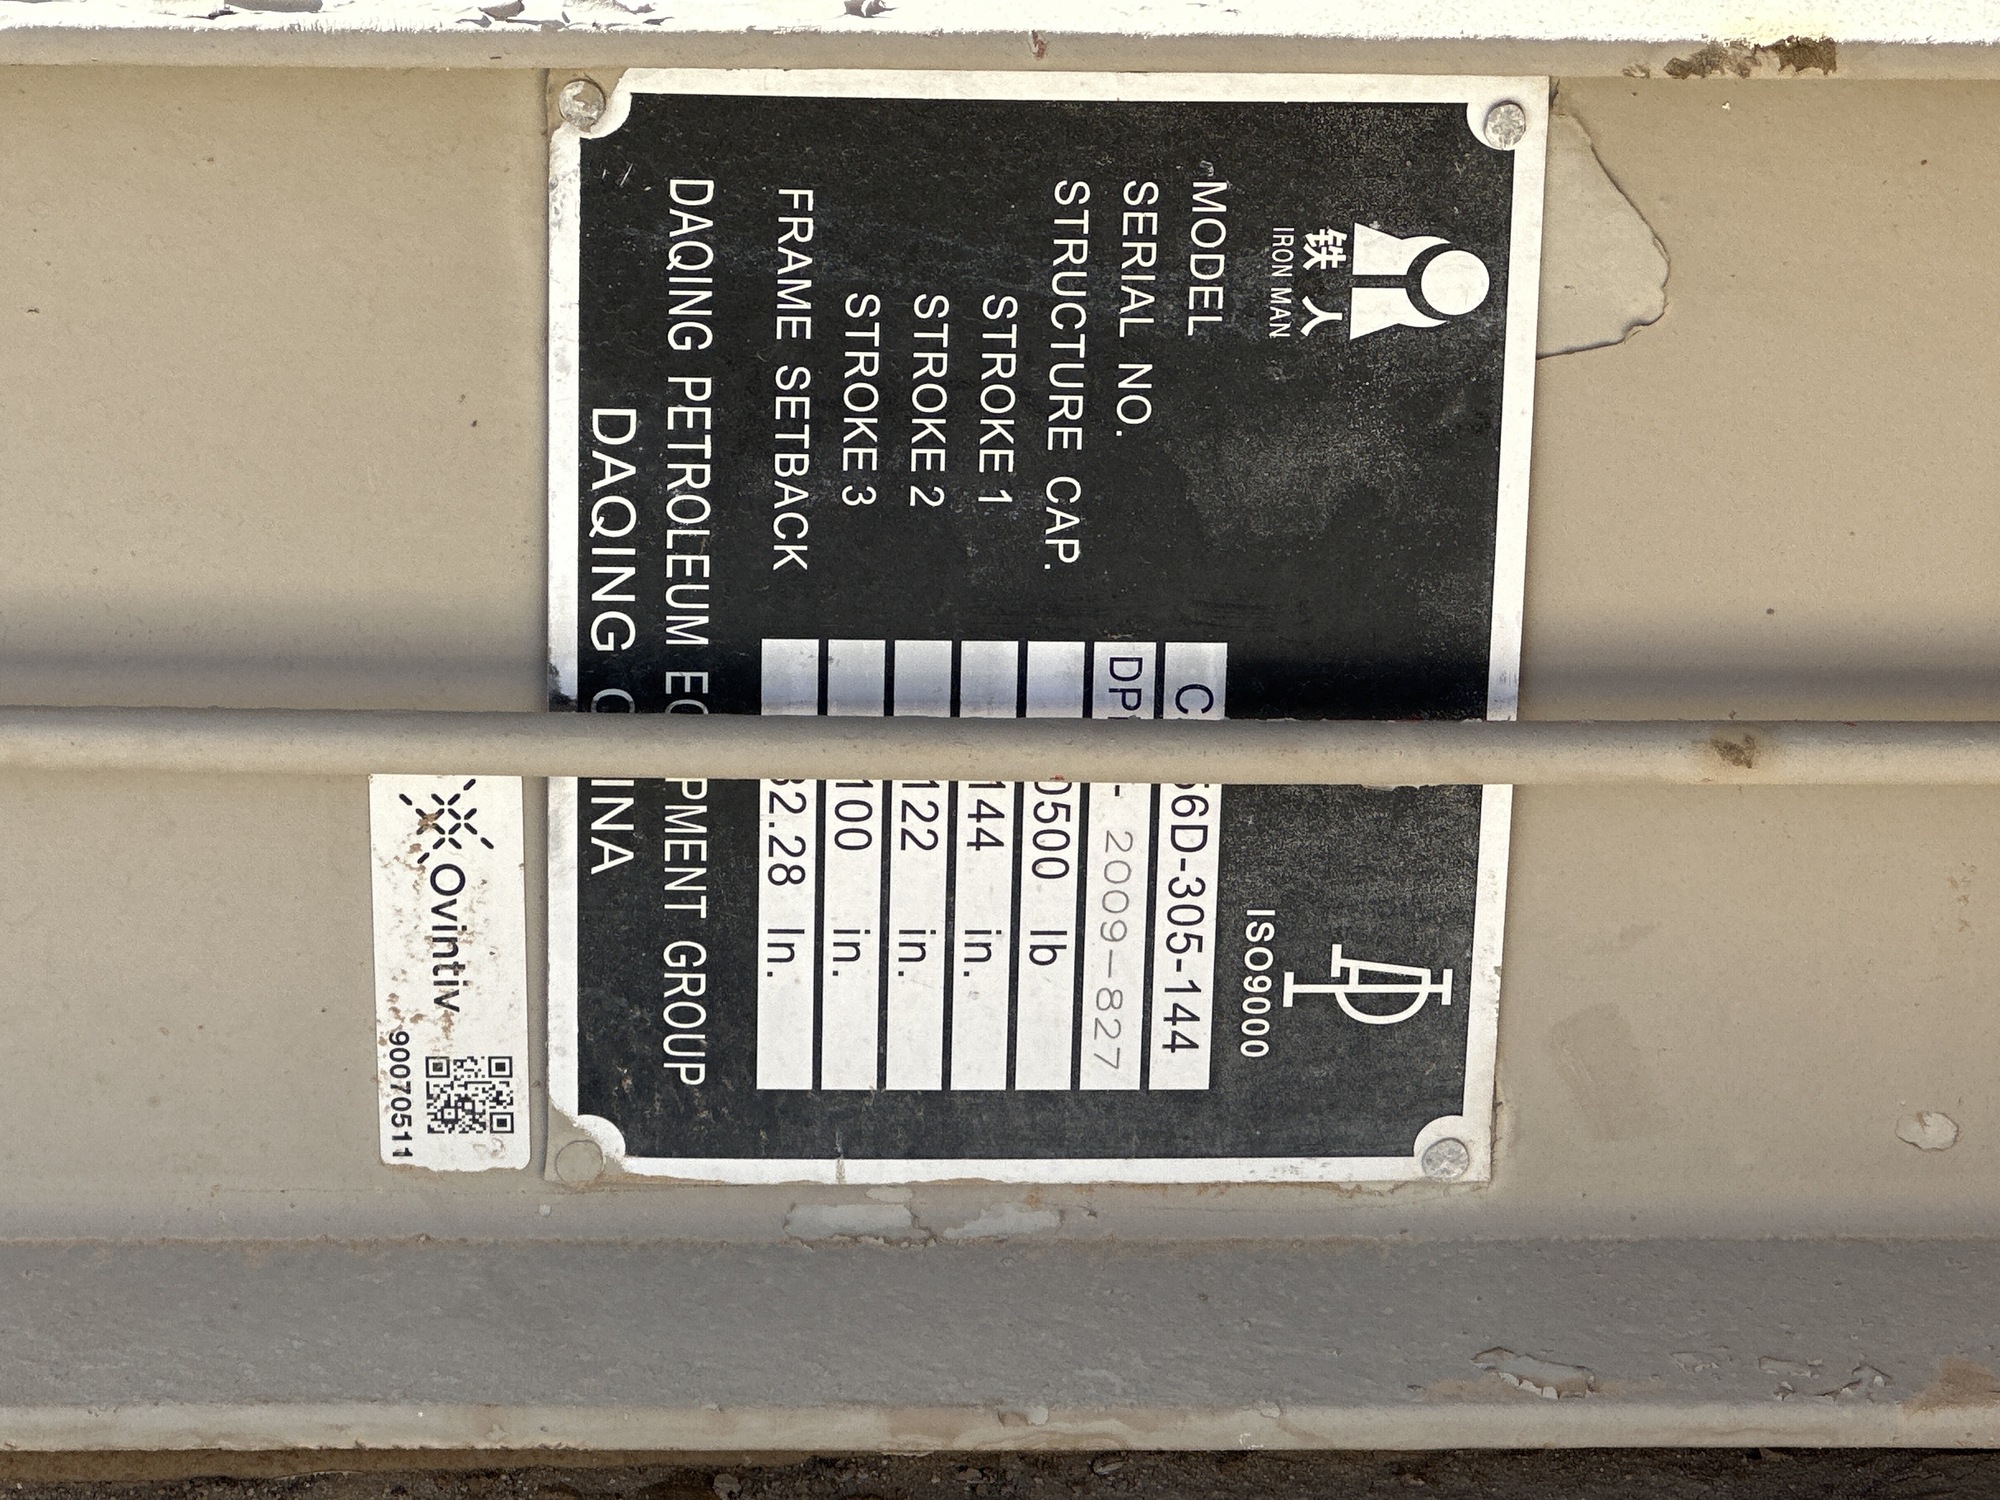 铁人
IRON MAN
ISO9000
MODEL 56D-305-144
SERIAL NO. DP - 2009-827
STRUCTURE CAP. 0500 lb
STROKE 1 144 in.
STROKE 2 122 in.
STROKE 3 100 in.
FRAME SETBACK 32.28 In.
DAQING PETROLEUM PMENT GROUP
DAQING INA
Ovintiv
90070511